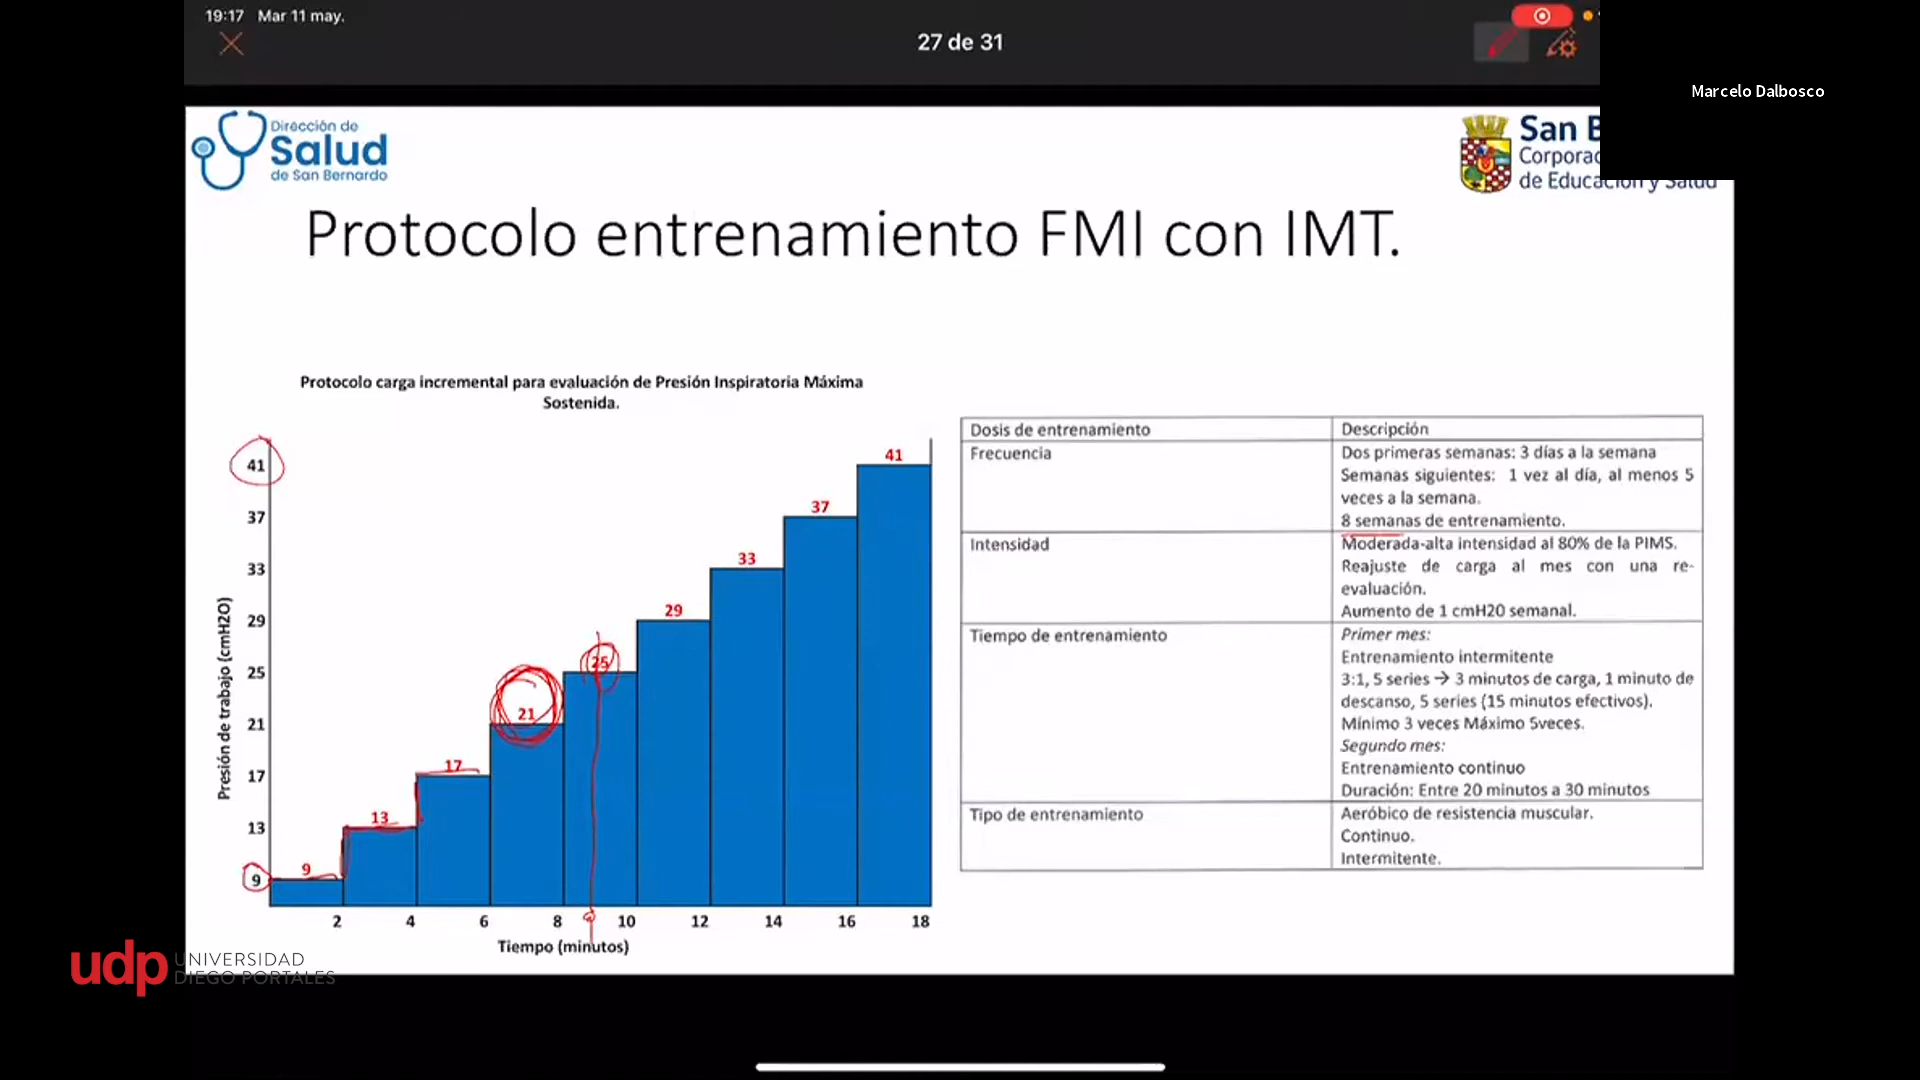 19:17 Mar 11 may.
27 de 31
Marcelo Dalbosco
Dirección de
Salud
de San Bernardo
San B
Corporac
de Educación y Salud
Protocolo entrenamiento FMI con IMT.
Protocolo carga incremental para evaluación de Presión Inspiratoria Máxima
Sostenida.
Presión de trabajo (cmH2O)
41
37
33
29
25
21
17
13
9
9
13
17
21
25
29
33
37
41
2 4 6 8 10 12 14 16 18
Tiempo (minutos)
Dosis de entrenamiento
Descripción
Frecuencia
Dos primeras semanas: 3 días a la semana
Semanas siguientes: 1 vez al día, al menos 5
veces a la semana.
8 semanas de entrenamiento.
Intensidad
Moderada-alta intensidad al 80% de la PIMS.
Reajuste de carga al mes con una re-
evaluación.
Aumento de 1 cmH20 semanal.
Tiempo de entrenamiento
Primer mes:
Entrenamiento intermitente
3:1, 5 series → 3 minutos de carga, 1 minuto de
descanso, 5 series (15 minutos efectivos).
Mínimo 3 veces Máximo 5veces.
Segundo mes:
Entrenamiento continuo
Duración: Entre 20 minutos a 30 minutos
Tipo de entrenamiento
Aeróbico de resistencia muscular.
Continuo.
Intermitente.
udp UNIVERSIDAD
DIEGO PORTALES